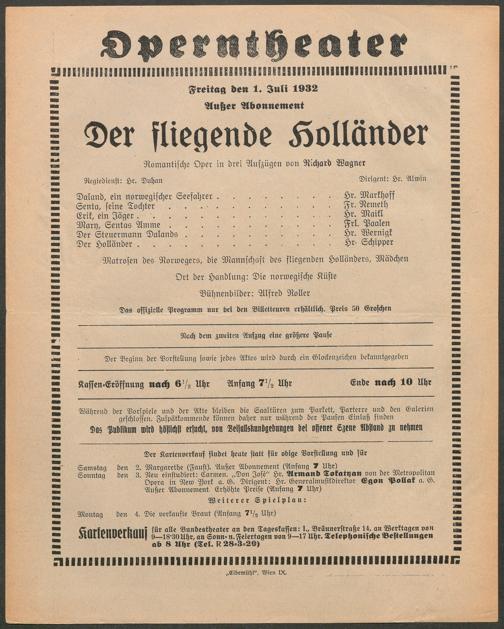 Operntheater
Freitag den 1. Juli 1932
Außer Abonnement
Der fliegende Holländer
Romantische Oper in drei Aufzügen von Richard Wagner
Regiedienst: Hr. Duhan Dirigent: Hr. Alwin
Daland, ein norwegischer Seefahrer . . . . . . . . . Hr. Markhoff
Senta, seine Tochter . . . . . . . . . . . . Fr. Nemeth
Erik, ein Jäger . . . . . . . . . . . . . Hr. Maikl
Mary, Sentas Amme . . . . . . . . . . . Frl. Paalen
Der Steuermann Dalands . . . . . . . . . . Hr. Wernigk
Der Holländer . . . . . . . . . . . . . Hr. Schipper
Matrosen des Norwegers, die Mannschaft des fliegenden Holländers, Mädchen
Ort der Handlung: Die norwegische Küste
Bühnenbilder: Alfred Roller
Das offizielle Programm nur bei den Billetteuren erhältlich. Preis 50 Groschen
Nach dem zweiten Aufzug eine größere Pause
Der Beginn der Vorstellung sowie jedes Aktes wird durch ein Glockenzeichen bekanntgegeben
Kassen-Eröffnung nach 6½ Uhr Anfang 7½ Uhr Ende nach 10 Uhr
Während der Vorspiele und der Akte bleiben die Saaltüren zum Parkett, Parterre und den Galerien
geschlossen. Zuspätkommende können daher nur während der Pausen Einlaß finden
Das Publikum wird höflichst ersucht, von Beifallskundgebungen bei offener Szene Abstand zu nehmen
Der Kartenverkauf findet heute statt für obige Vorstellung und für
Samstag den 2. Margarethe (Faust). Außer Abonnement (Anfang 7 Uhr)
Sonntag den 3. Neu einstudiert: Carmen. „Don José“ Hr. Armand Tokatyan von der Metropolitan
Opera in New York a. G. Dirigent: Hr. Generalmusikdirektor Egon Pollak a. G.
Außer Abonnement. Erhöhte Preise (Anfang 7 Uhr)
Weiterer Spielplan:
Montag den 4. Die verkaufte Braut (Anfang 7½ Uhr)
Kartenverkauf für alle Bundestheater an den Tageskassen: I., Bräunerstraße 14, an Werktagen von
9—18·30 Uhr, an Sonn- u. Feiertagen von 9—17 Uhr. Telephonische Bestellungen
ab 8 Uhr (Tel. R 28-3-20)
„Elbemühl“, Wien IX.